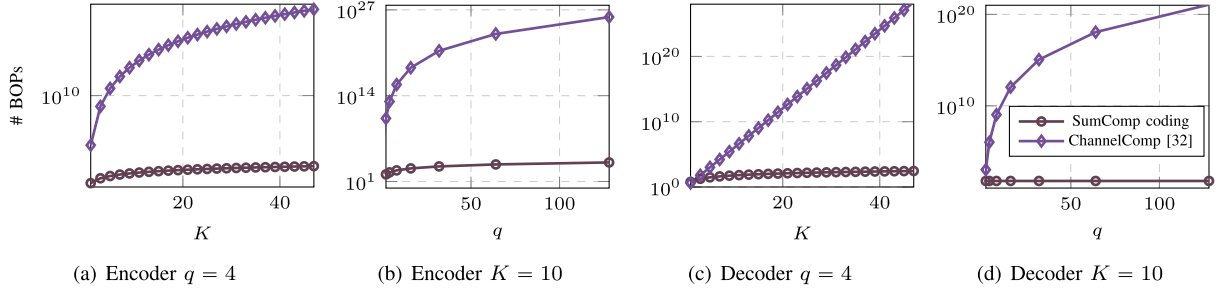 # BOPs
10^10
20 40
K
(a) Encoder q = 4
10^27
10^14
10^1
50 100
q
(b) Encoder K = 10
10^20
10^10
10^0
20 40
K
(c) Decoder q = 4
10^20
10^10
50 100
q
SumComp coding
ChannelComp [32]
(d) Decoder K = 10